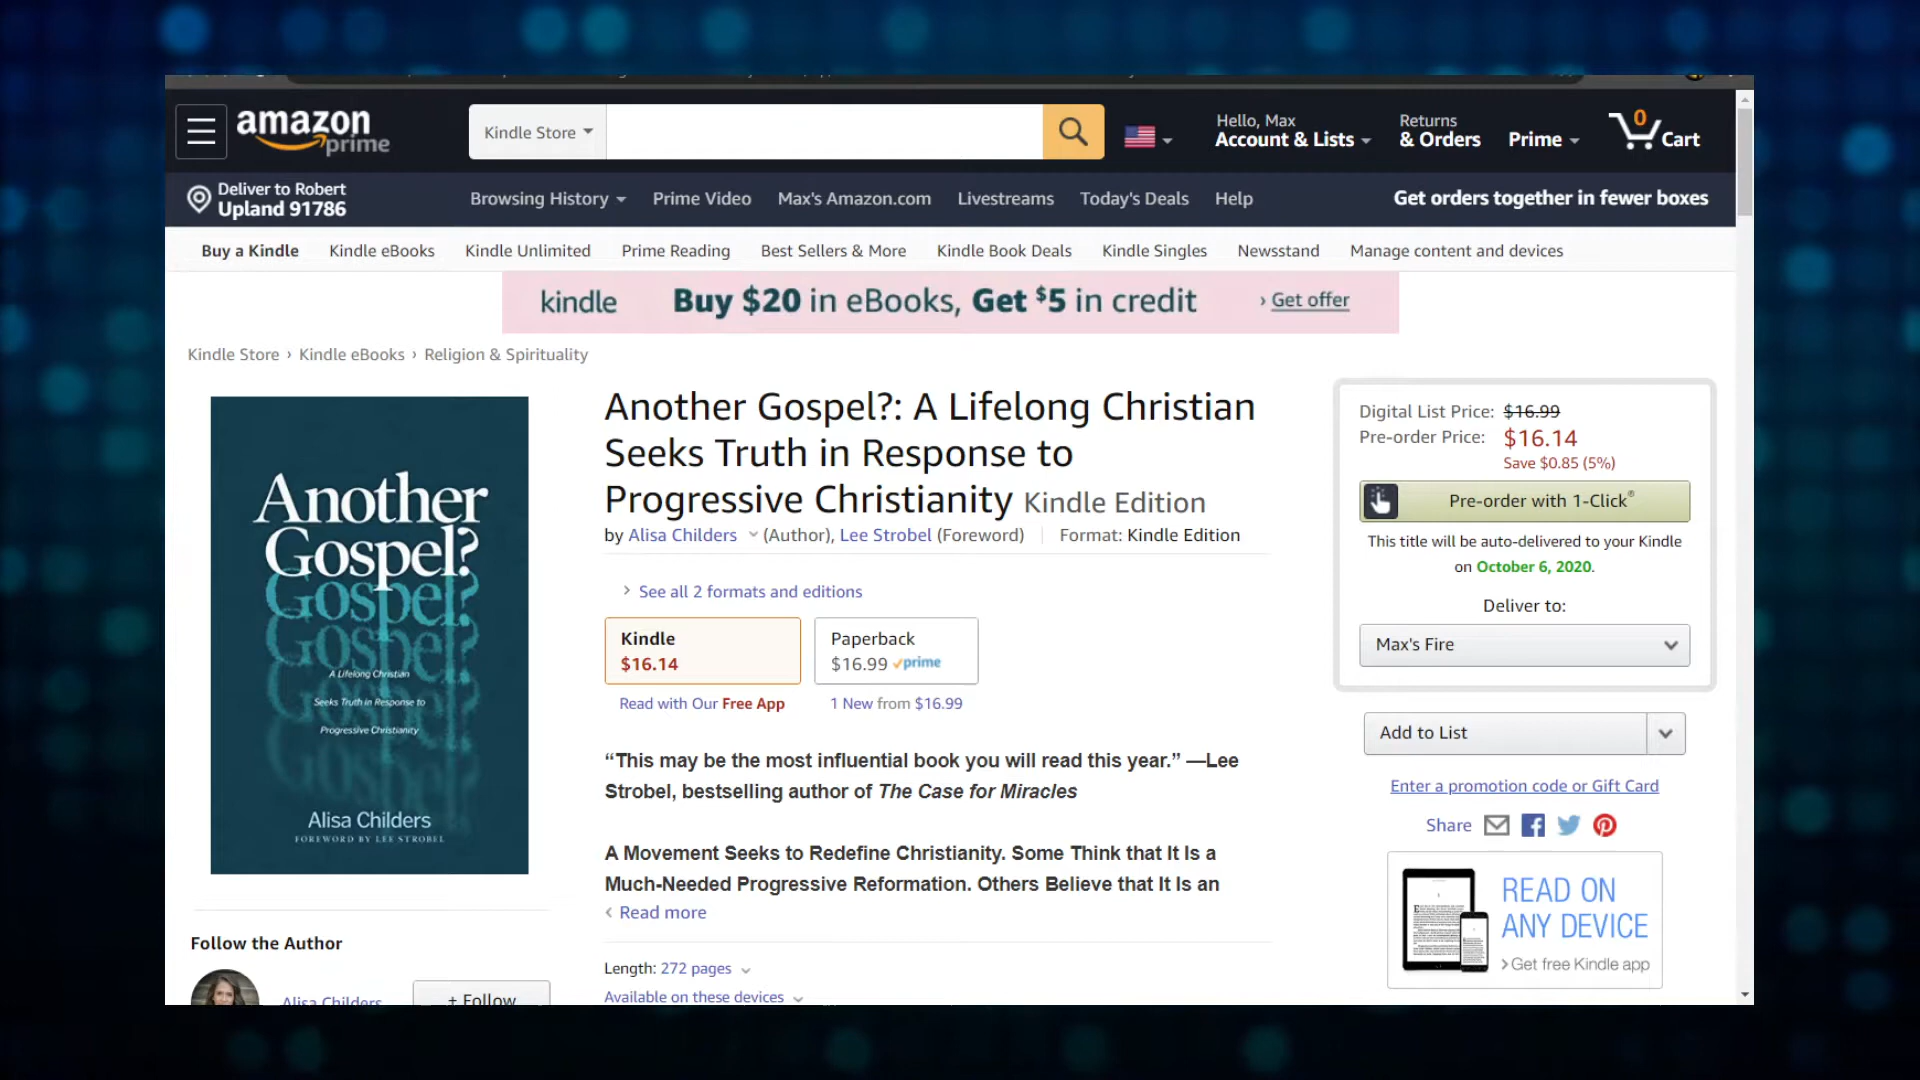 amazon
prime
Kindle Store
Hello, Max
Account & Lists
Returns
& Orders
Prime
0
Cart
Deliver to Robert
Upland 91786
Browsing History
Prime Video
Max's Amazon.com
Livestreams
Today's Deals
Help
Get orders together in fewer boxes
Buy a Kindle
Kindle eBooks
Kindle Unlimited
Prime Reading
Best Sellers & More
Kindle Book Deals
Kindle Singles
Newsstand
Manage content and devices
kindle Buy $20 in eBooks, Get $5 in credit › Get offer
Kindle Store › Kindle eBooks › Religion & Spirituality
Another
Gospel?
Gospel?
Gospel?
Gospel?
Gospel?
A Lifelong Christian
Seeks Truth in Response to
Progressive Christianity
Alisa Childers
FOREWORD BY LEE STROBEL
Follow the Author
Alisa Childers
+ Follow
Another Gospel?: A Lifelong Christian
Seeks Truth in Response to
Progressive Christianity Kindle Edition
by Alisa Childers (Author), Lee Strobel (Foreword) Format: Kindle Edition
› See all 2 formats and editions
Kindle
$16.14
Paperback
$16.99 prime
Read with Our Free App
1 New from $16.99
“This may be the most influential book you will read this year.” —Lee
Strobel, bestselling author of The Case for Miracles
A Movement Seeks to Redefine Christianity. Some Think that It Is a
Much-Needed Progressive Reformation. Others Believe that It Is an
‹ Read more
Length: 272 pages
Available on these devices
Digital List Price: $16.99
Pre-order Price: $16.14
Save $0.85 (5%)
Pre-order with 1-Click®
This title will be auto-delivered to your Kindle
on October 6, 2020.
Deliver to:
Max's Fire
Add to List
Enter a promotion code or Gift Card
Share
READ ON
ANY DEVICE
› Get free Kindle app